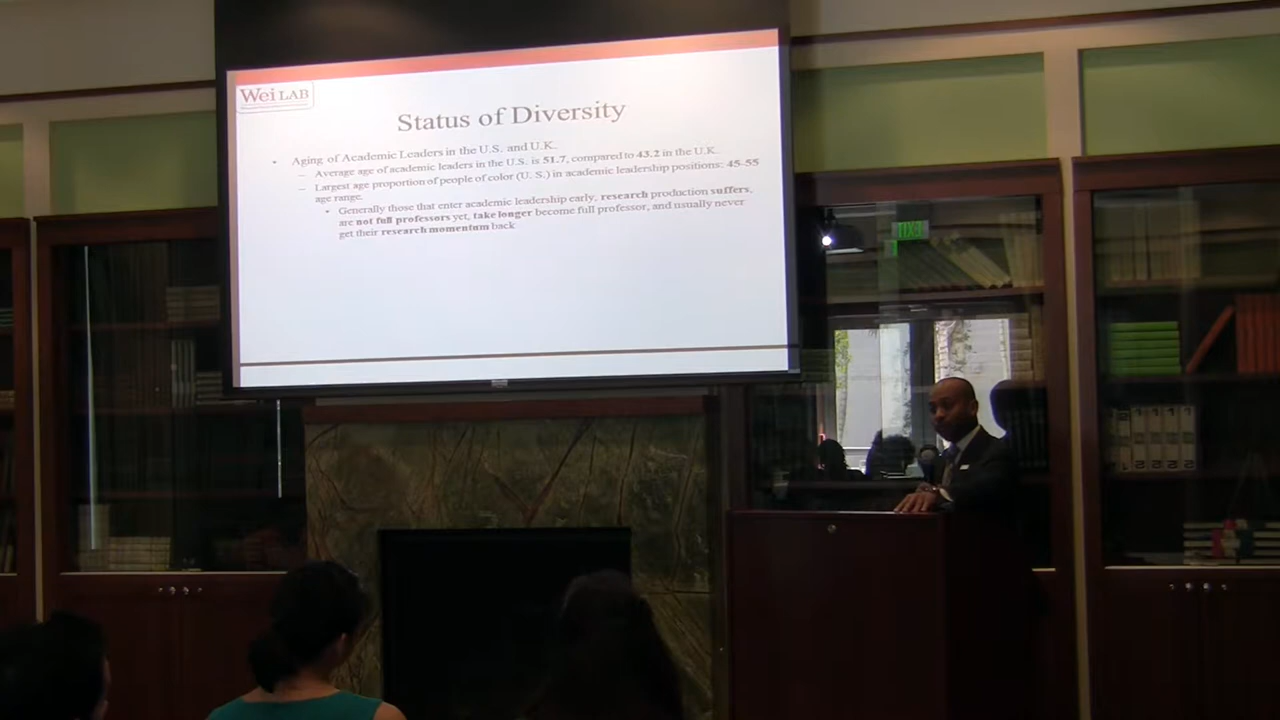 Wei LAB
Status of Diversity
• Aging of Academic Leaders in the U.S. and U.K.
– Average age of academic leaders in the U.S. is 51.7, compared to 43.2 in the U.K.
– Largest age proportion of people of color (U. S.) in academic leadership positions: 45-55
age range.
• Generally those that enter academic leadership early, research production suffers,
are not full professors yet, take longer become full professor, and usually never
get their research momentum back
EXIT